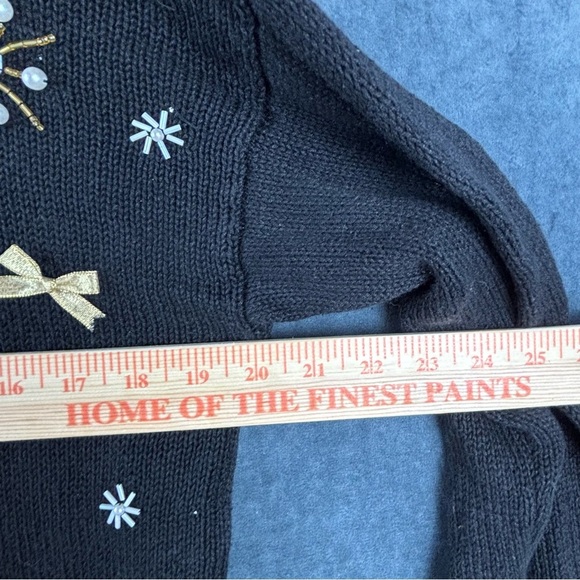 16 17 18 19 20 21 22 23 24 25
HOME OF THE FINEST PAINTS